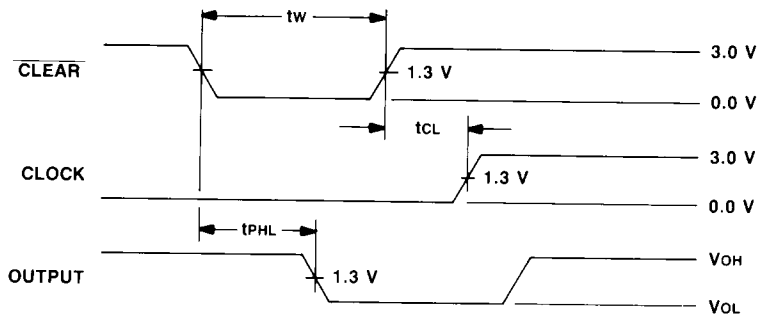 tW
3.0 V
CLEAR
1.3 V
0.0 V
tCL
3.0 V
CLOCK
1.3 V
0.0 V
tPHL
VOH
OUTPUT
1.3 V
VOL